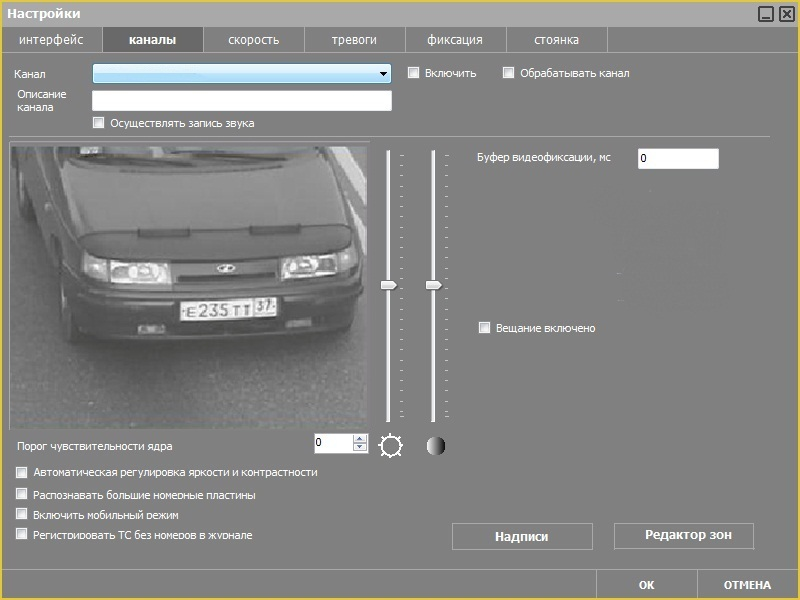 Настройки
интерфейс каналы скорость тревоги фиксация стоянка
Канал Включить Обрабатывать канал
Описание
канала
Осуществлять запись звука
Буфер видеофиксации, мс 0
Е235ТТ 37
Вещание включено
Порог чувствительности ядра 0
Автоматическая регулировка яркости и контрастности
Распознавать большие номерные пластины
Включить мобильный режим
Регистрировать ТС без номеров в журнале
Надписи Редактор зон
ОК ОТМЕНА